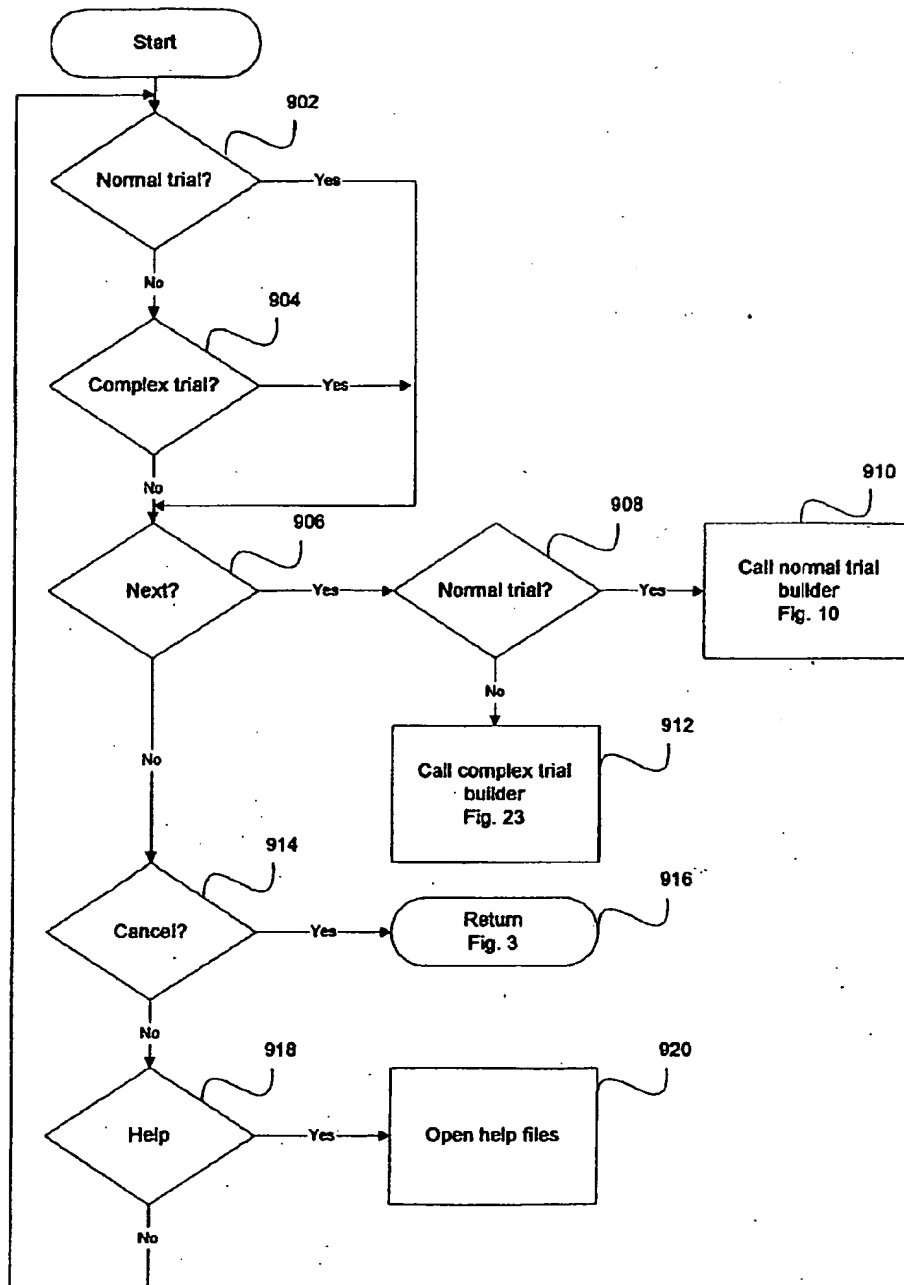 Start
902
Normal trial?
Yes
No
904
Complex trial?
Yes
No
906
Next?
Yes
908
Normal trial?
Yes
910
Call normal trial
builder
Fig. 10
No
912
Call complex trial
builder
Fig. 23
No
914
Cancel?
Yes
916
Return
Fig. 3
No
918
Help
Yes
920
Open help files
No